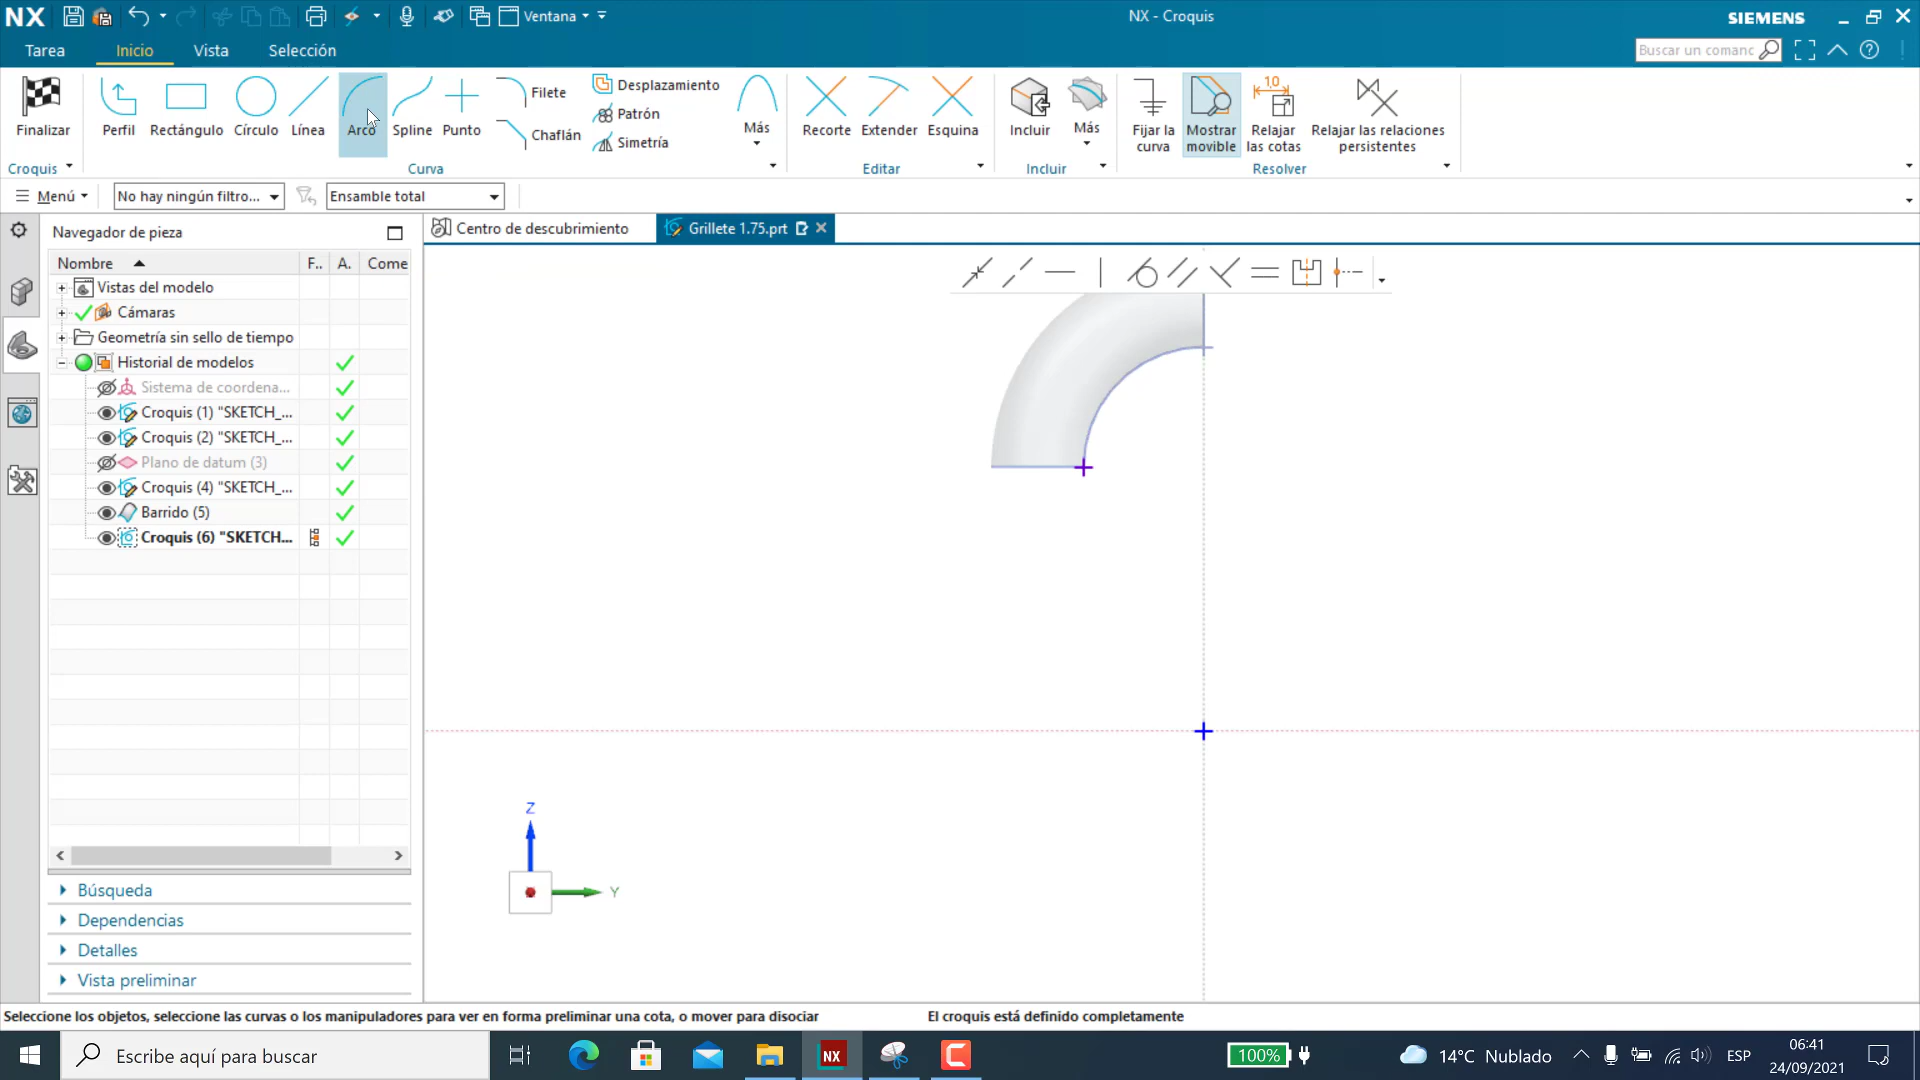 NX
Ventana
NX - Croquis
SIEMENS
Tarea
Inicio
Vista
Selección
Buscar un comanc
Finalizar
Perfil
Rectángulo
Círculo
Línea
Arco
Spline
Punto
Filete
Chaflán
Desplazamiento
Patrón
Simetría
Más
Recorte
Extender
Esquina
Incluir
Más
Fijar la curva
Mostrar movible
Relajar las cotas
Relajar las relaciones persistentes
Croquis
Curva
Editar
Incluir
Resolver
Menú
No hay ningún filtro...
Ensamble total
Navegador de pieza
Centro de descubrimiento
Grillete 1.75.prt
Nombre
F..
A.
Come
Vistas del modelo
Cámaras
Geometría sin sello de tiempo
Historial de modelos
Sistema de coordena...
Croquis (1) "SKETCH_...
Croquis (2) "SKETCH_...
Plano de datum (3)
Croquis (4) "SKETCH_...
Barrido (5)
Croquis (6) "SKETCH...
Z
Y
Búsqueda
Dependencias
Detalles
Vista preliminar
Seleccione los objetos, seleccione las curvas o los manipuladores para ver en forma preliminar una cota, o mover para disociar
El croquis está definido completamente
Escribe aquí para buscar
NX
100%
14°C Nublado
ESP
06:41
24/09/2021